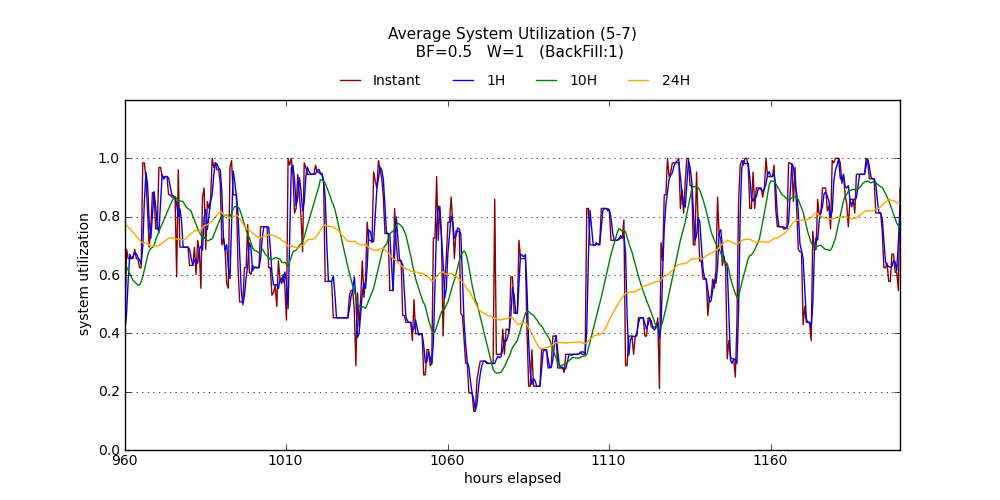 Average System Utilization (5-7)
BF=0.5 W=1 (BackFill:1)
Instant 1H 10H 24H
1.0
0.8
0.6
0.4
0.2
0.0
system utilization
960 1010 1060 1110 1160
hours elapsed